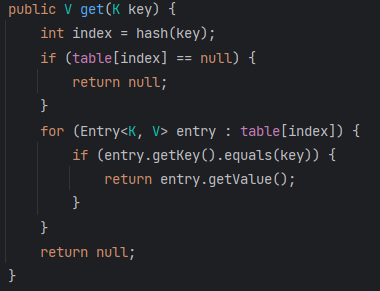 public V get(K key) {
    int index = hash(key);
    if (table[index] == null) {
        return null;
    }
    for (Entry<K, V> entry : table[index]) {
        if (entry.getKey().equals(key)) {
            return entry.getValue();
        }
    }
    return null;
}